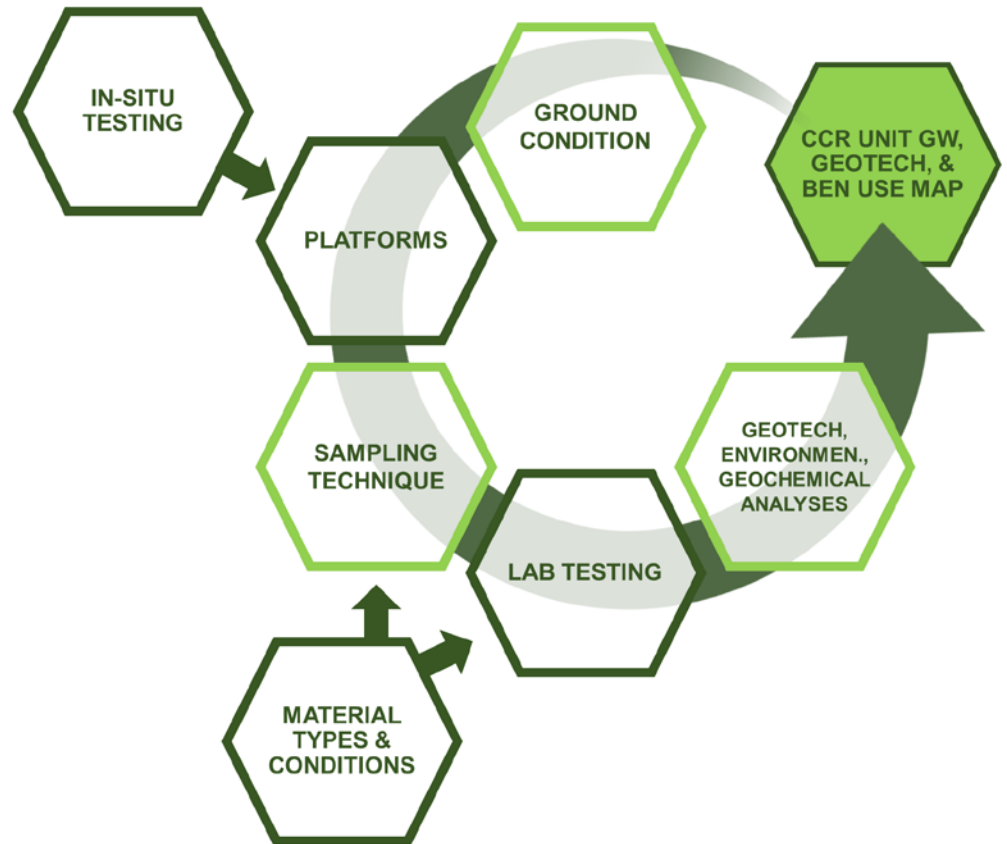 IN-SITU
TESTING
GROUND
CONDITION
CCR UNIT GW,
GEOTECH, &
BEN USE MAP
PLATFORMS
SAMPLING
TECHNIQUE
GEOTECH,
ENVIRONMEN.,
GEOCHEMICAL
ANALYSES
LAB TESTING
MATERIAL
TYPES &
CONDITIONS